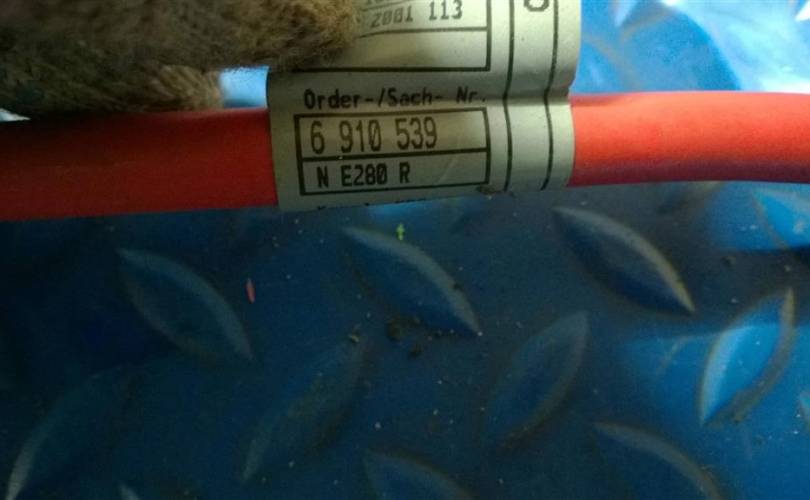 2001 113
Order-/Sach- Nr.
6 910 539
N E280 R